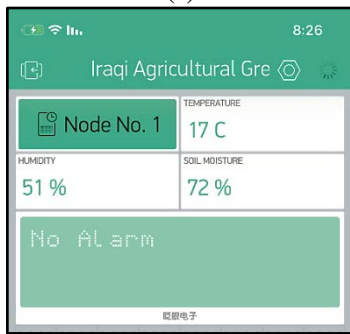 8:26
Iraqi Agricultural Gre
Node No. 1
TEMPERATURE
17 C
HUMIDITY
51 %
SOIL MOISTURE
72 %
No Alarm
眨眼电子